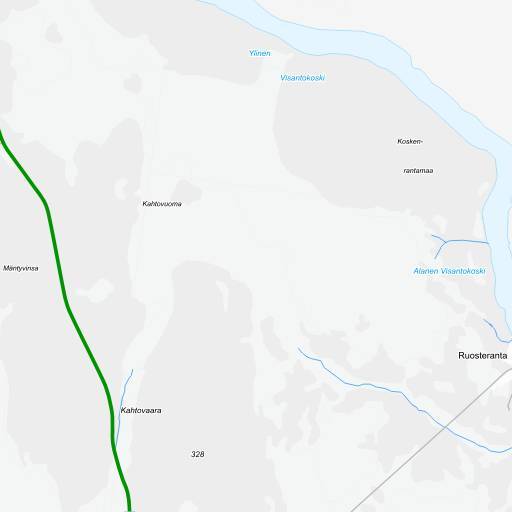 Ylinen
Visantokoski
Kosken-
rantamaa
Kahtovuoma
Mäntyvinsa
Alanen Visantokoski
Ruosteranta
Kahtovaara
328